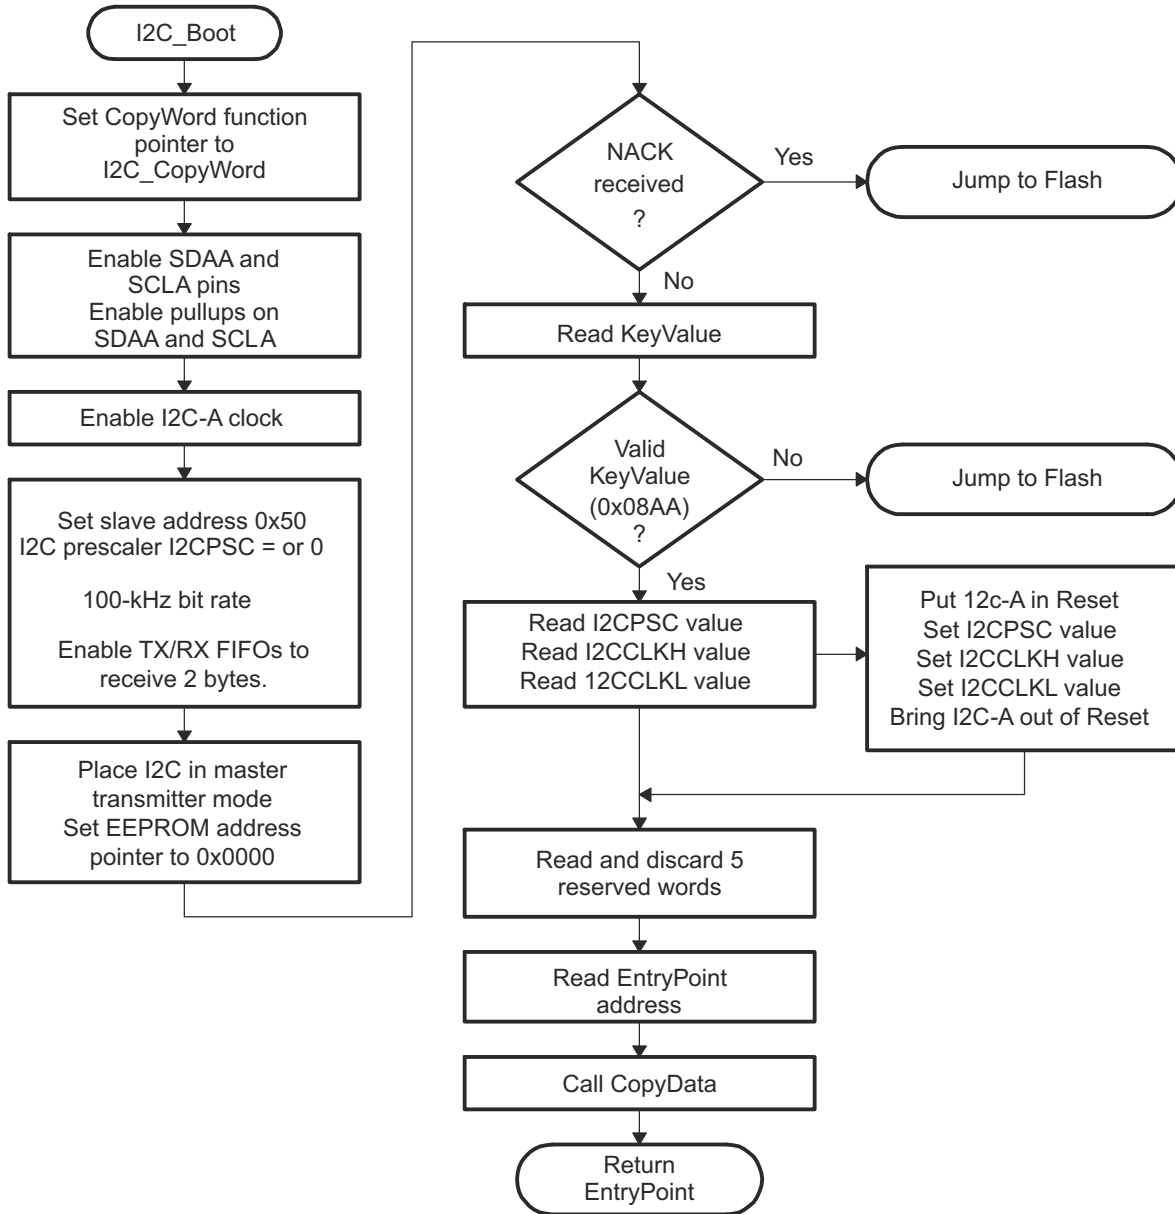 I2C_Boot
Set CopyWord function
pointer to
I2C_CopyWord
Enable SDAA and
SCLA pins
Enable pullups on
SDAA and SCLA
Enable I2C-A clock
Set slave address 0x50
I2C prescaler I2CPSC = or 0
100-kHz bit rate
Enable TX/RX FIFOs to
receive 2 bytes.
Place I2C in master
transmitter mode
Set EEPROM address
pointer to 0x0000
NACK
received
?
Yes
Jump to Flash
No
Read KeyValue
Valid
KeyValue
(0x08AA)
?
No
Jump to Flash
Yes
Read I2CPSC value
Read I2CCLKH value
Read 12CCLKL value
Put 12c-A in Reset
Set I2CPSC value
Set I2CCLKH value
Set I2CCLKL value
Bring I2C-A out of Reset
Read and discard 5
reserved words
Read EntryPoint
address
Call CopyData
Return
EntryPoint